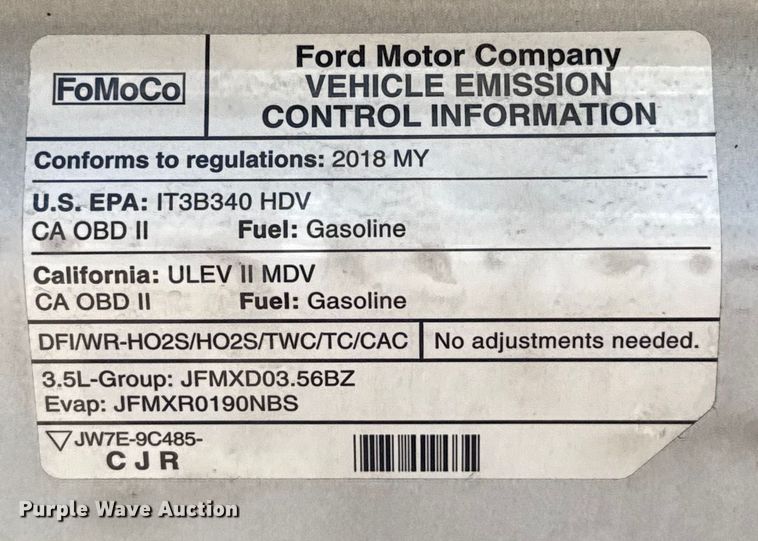 FoMoCo
Ford Motor Company
VEHICLE EMISSION
CONTROL INFORMATION
Conforms to regulations: 2018 MY
U.S. EPA: IT3B340 HDV
CA OBD II Fuel: Gasoline
California: ULEV II MDV
CA OBD II Fuel: Gasoline
DFI/WR-HO2S/HO2S/TWC/TC/CAC No adjustments needed.
3.5L-Group: JFMXD03.56BZ
Evap: JFMXR0190NBS
JW7E-9C485-
C J R
Purple Wave Auction